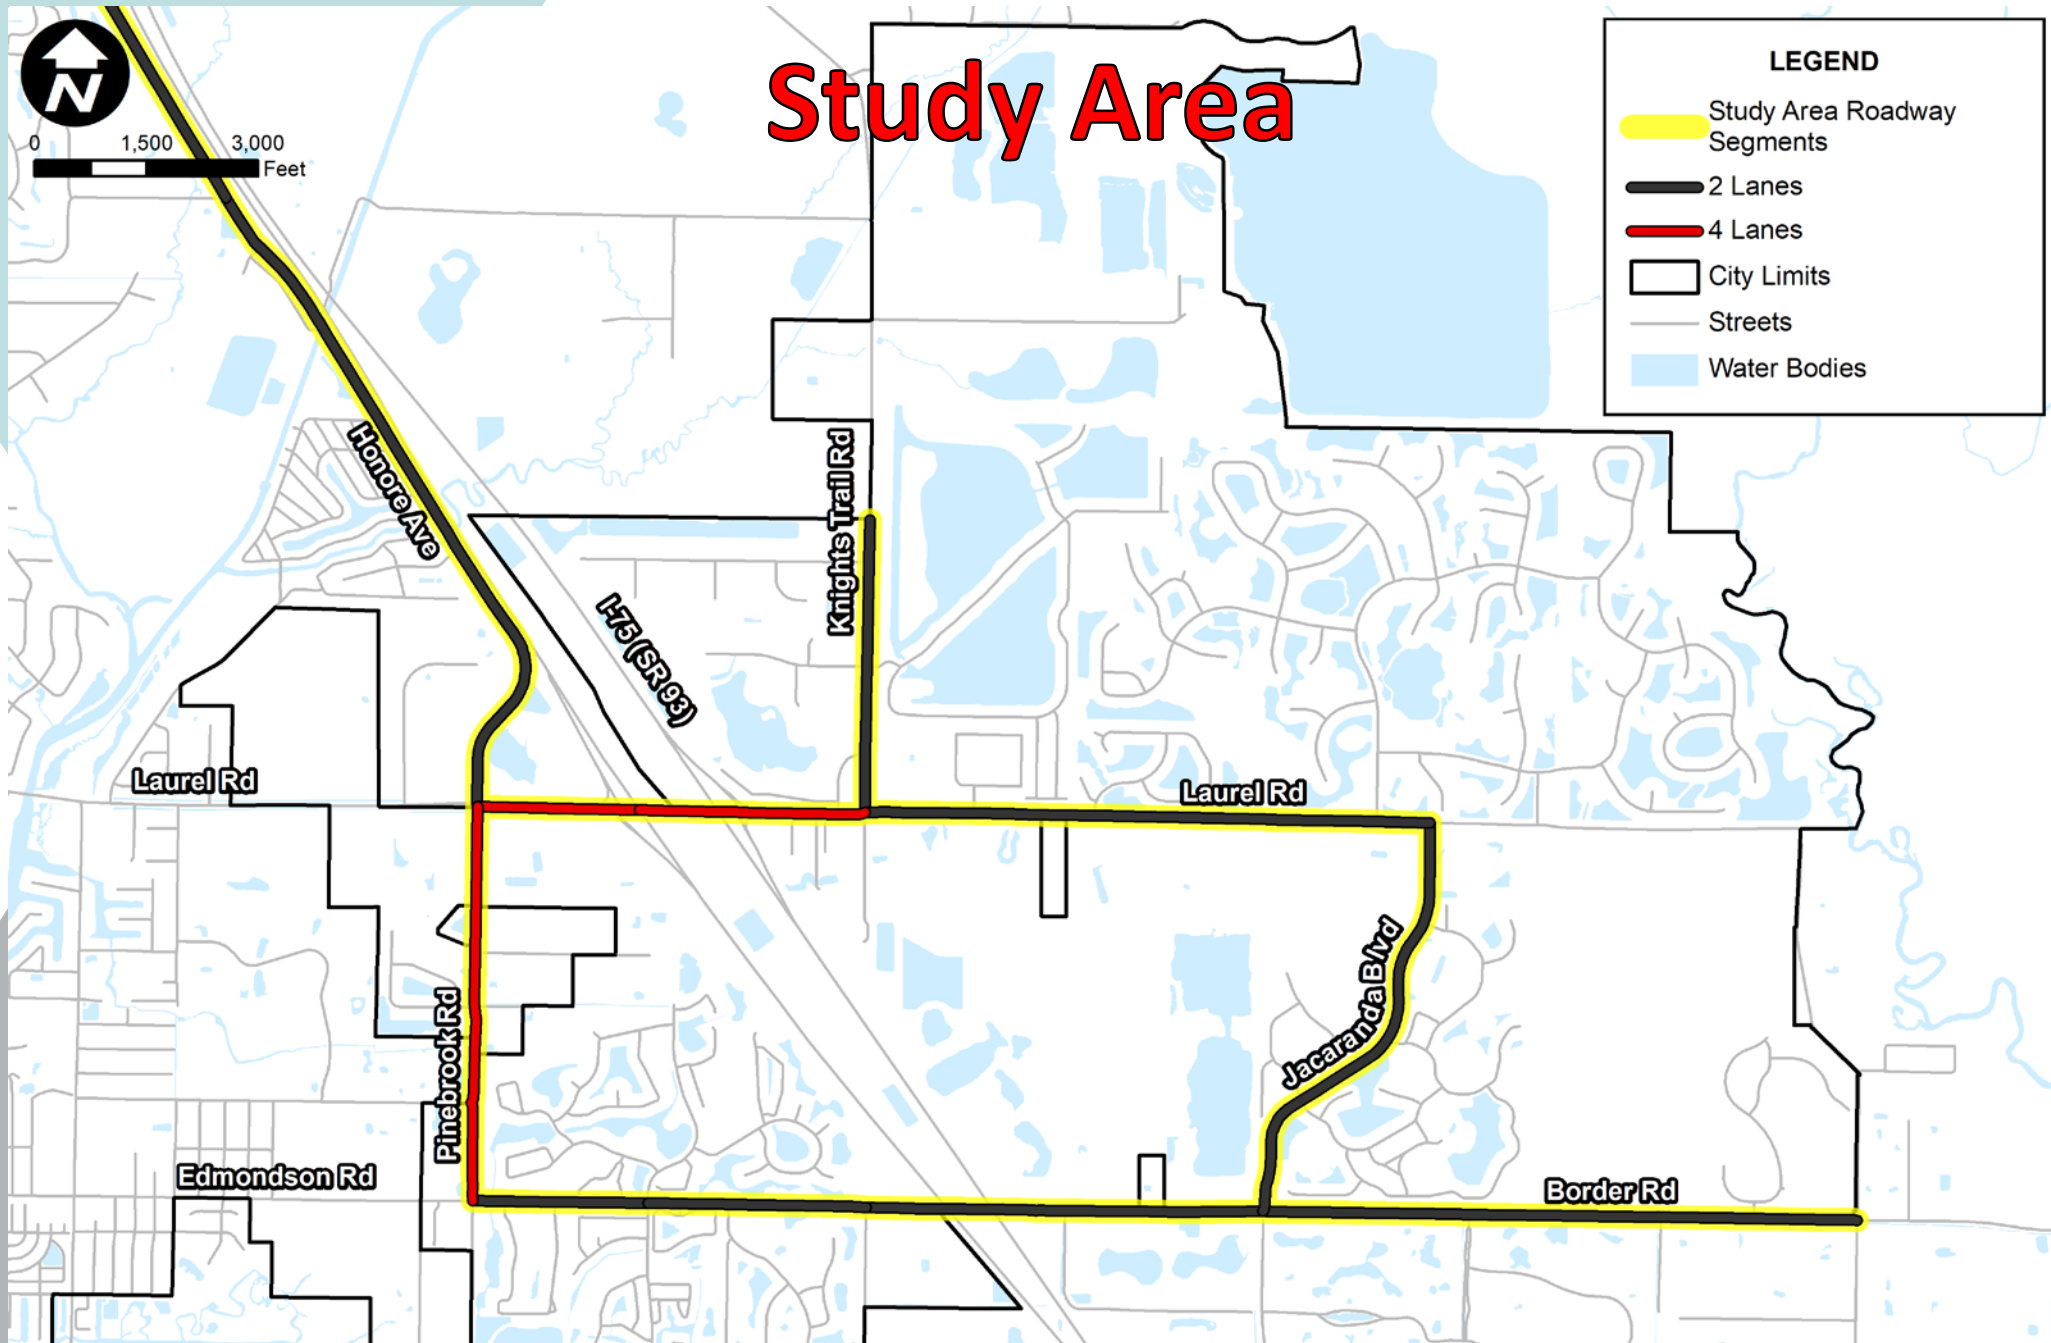 Study Area
N
0 1,500 3,000
Feet
LEGEND
Study Area Roadway
Segments
2 Lanes
4 Lanes
City Limits
Streets
Water Bodies
Honore Ave
Knights Trail Rd
I-75 (SR 93)
Laurel Rd
Laurel Rd
Jacaranda Blvd
Pinebrook Rd
Edmondson Rd
Border Rd